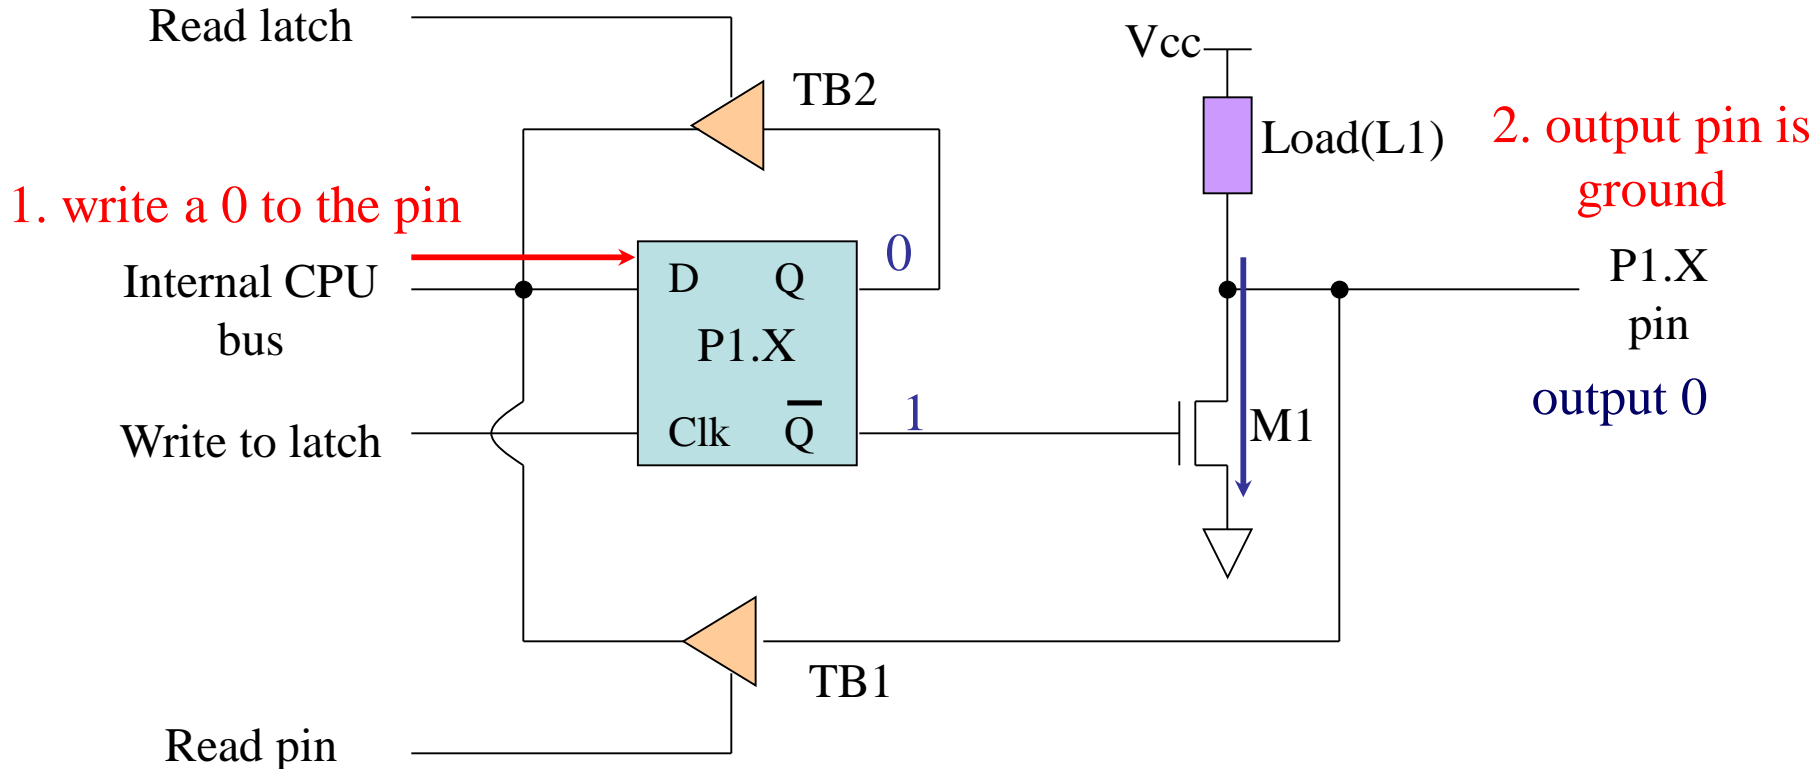 Read latch
Vcc
TB2
Load(L1)
2. output pin is
ground
1. write a 0 to the pin
Internal CPU
bus
D Q
0
P1.X
Clk Q̅
1
P1.X
pin
output 0
Write to latch
M1
TB1
Read pin